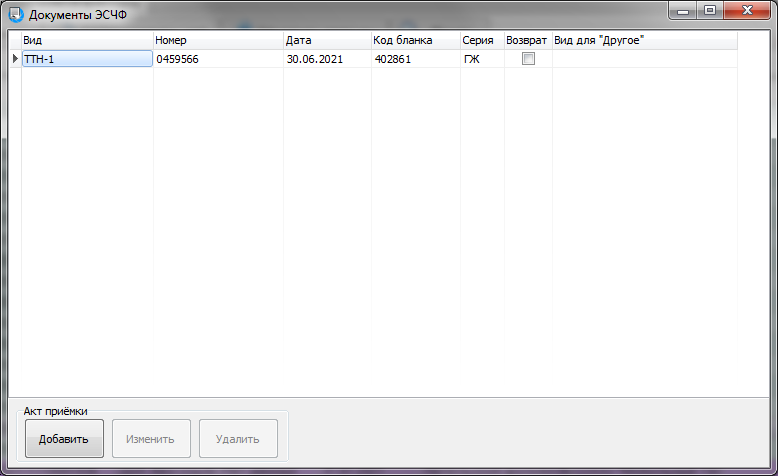 Документы ЭСЧФ
Вид Номер Дата Код бланка Серия Возврат Вид для "Другое"
ТТН-1 0459566 30.06.2021 402861 ГЖ
Акт приёмки
Добавить Изменить Удалить